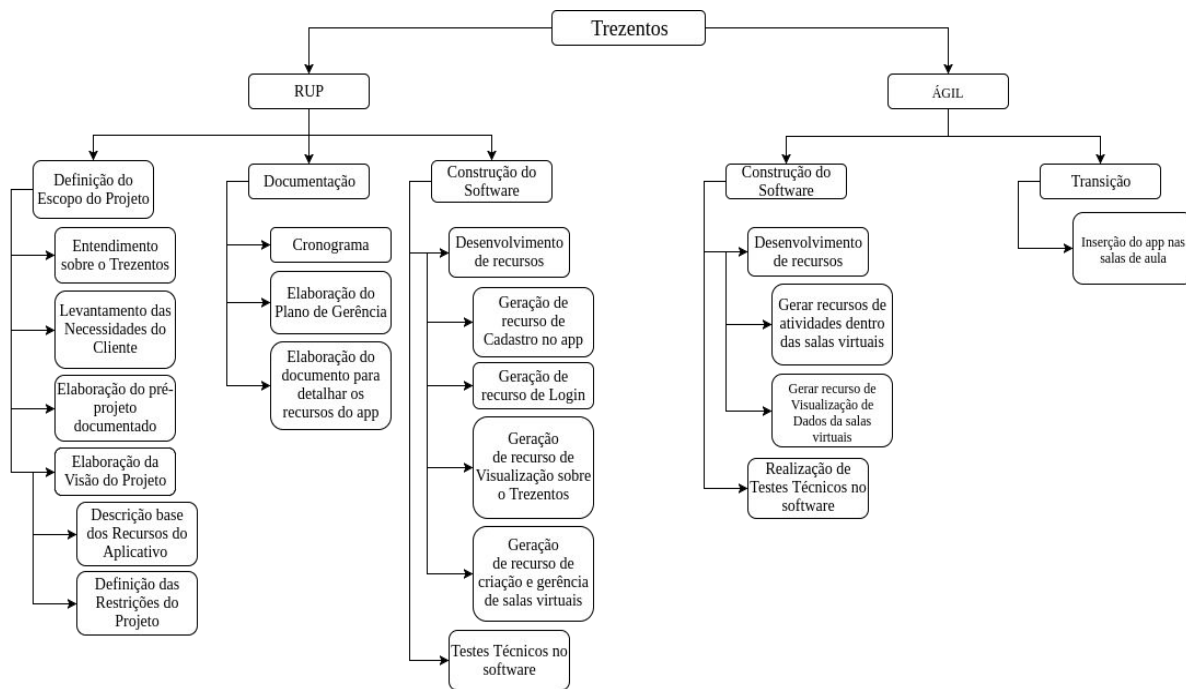 Trezentos
RUP
ÁGIL
Definição do
Escopo do Projeto
Entendimento
sobre o Trezentos
Levantamento das
Necessidades do
Cliente
Elaboração do pré-
projeto
documentado
Elaboração da
Visão do Projeto
Descrição base
dos Recursos do
Aplicativo
Definição das
Restrições do
Projeto
Documentação
Cronograma
Elaboração do
Plano de Gerência
Elaboração do
documento para
detalhar os
recursos do app
Construção do
Software
Desenvolvimento
de recursos
Geração de
recurso de
Cadastro no app
Geração de
recurso de Login
Geração
de recurso de
Visualização sobre
o Trezentos
Geração
de recurso de
criação e gerência
de salas virtuais
Testes Técnicos no
software
Construção do
Software
Desenvolvimento
de recursos
Gerar recursos de
atividades dentro
das salas virtuais
Gerar recurso de
Visualização de
Dados da salas
virtuais
Realização de
Testes Técnicos no
software
Transição
Inserção do app nas
salas de aula